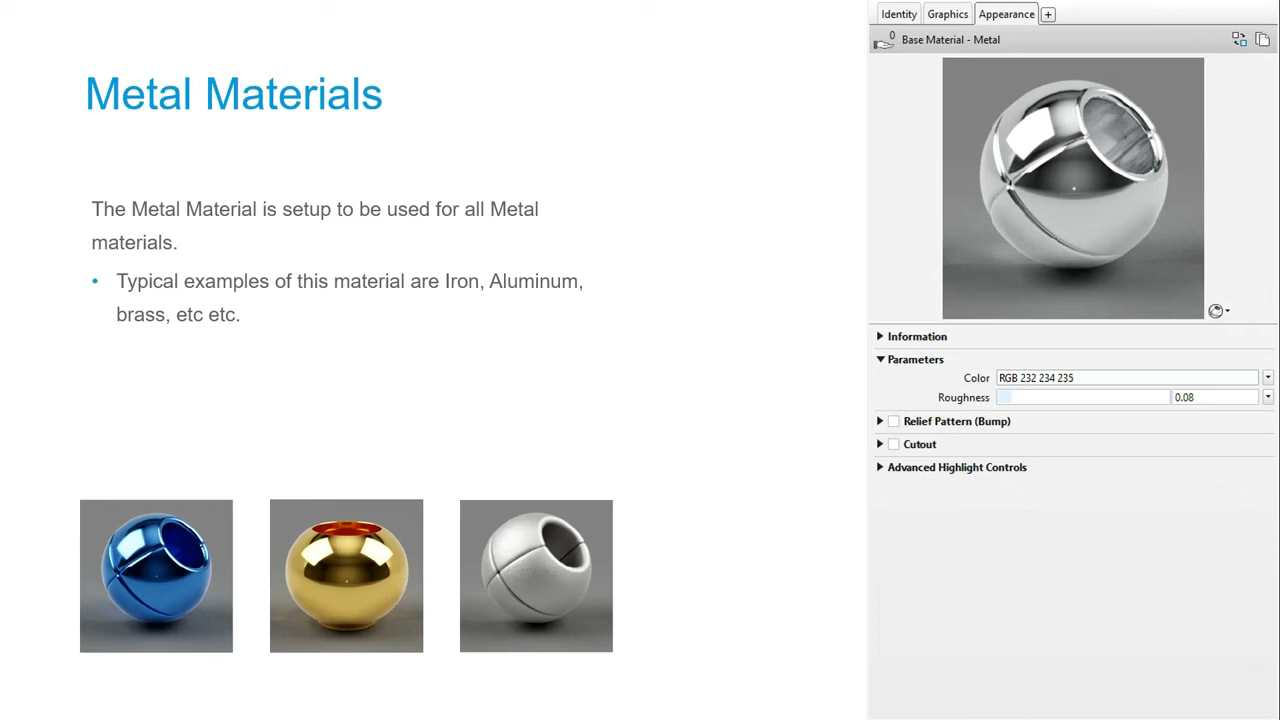 Metal Materials
The Metal Material is setup to be used for all Metal
materials.
• Typical examples of this material are Iron, Aluminum,
brass, etc etc.
Identity Graphics Appearance +
0
Base Material - Metal
Information
Parameters
Color RGB 232 234 235
Roughness 0.08
Relief Pattern (Bump)
Cutout
Advanced Highlight Controls